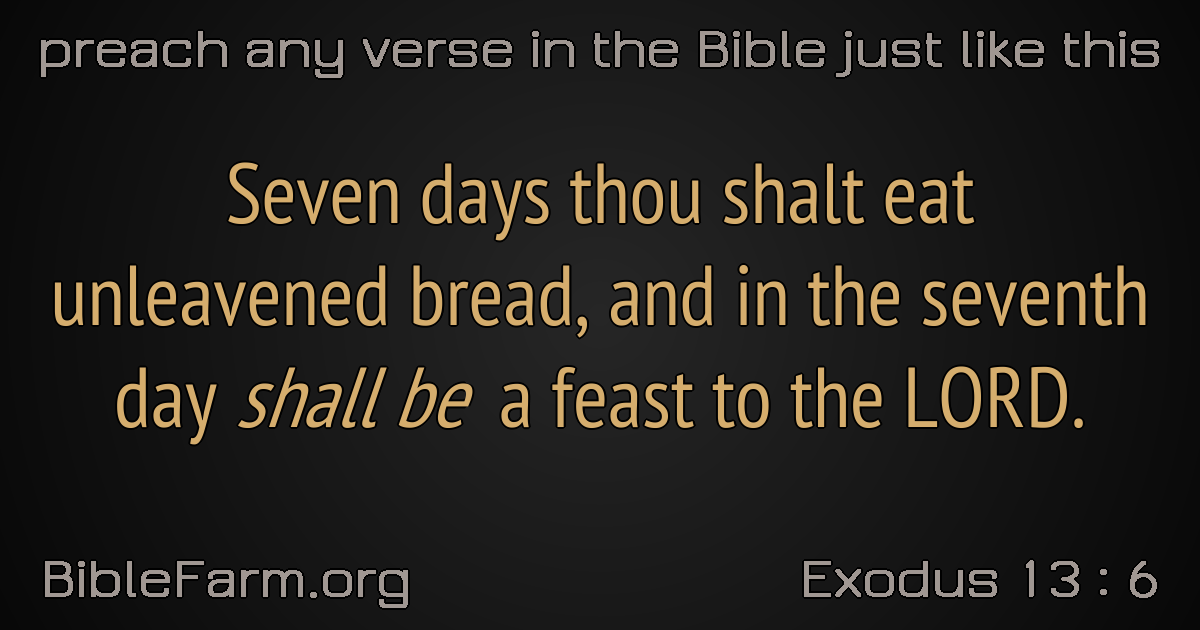 preach any verse in the Bible just like this
Seven days thou shalt eat
unleavened bread, and in the seventh
day shall be a feast to the LORD.
BibleFarm.org
Exodus 13 : 6